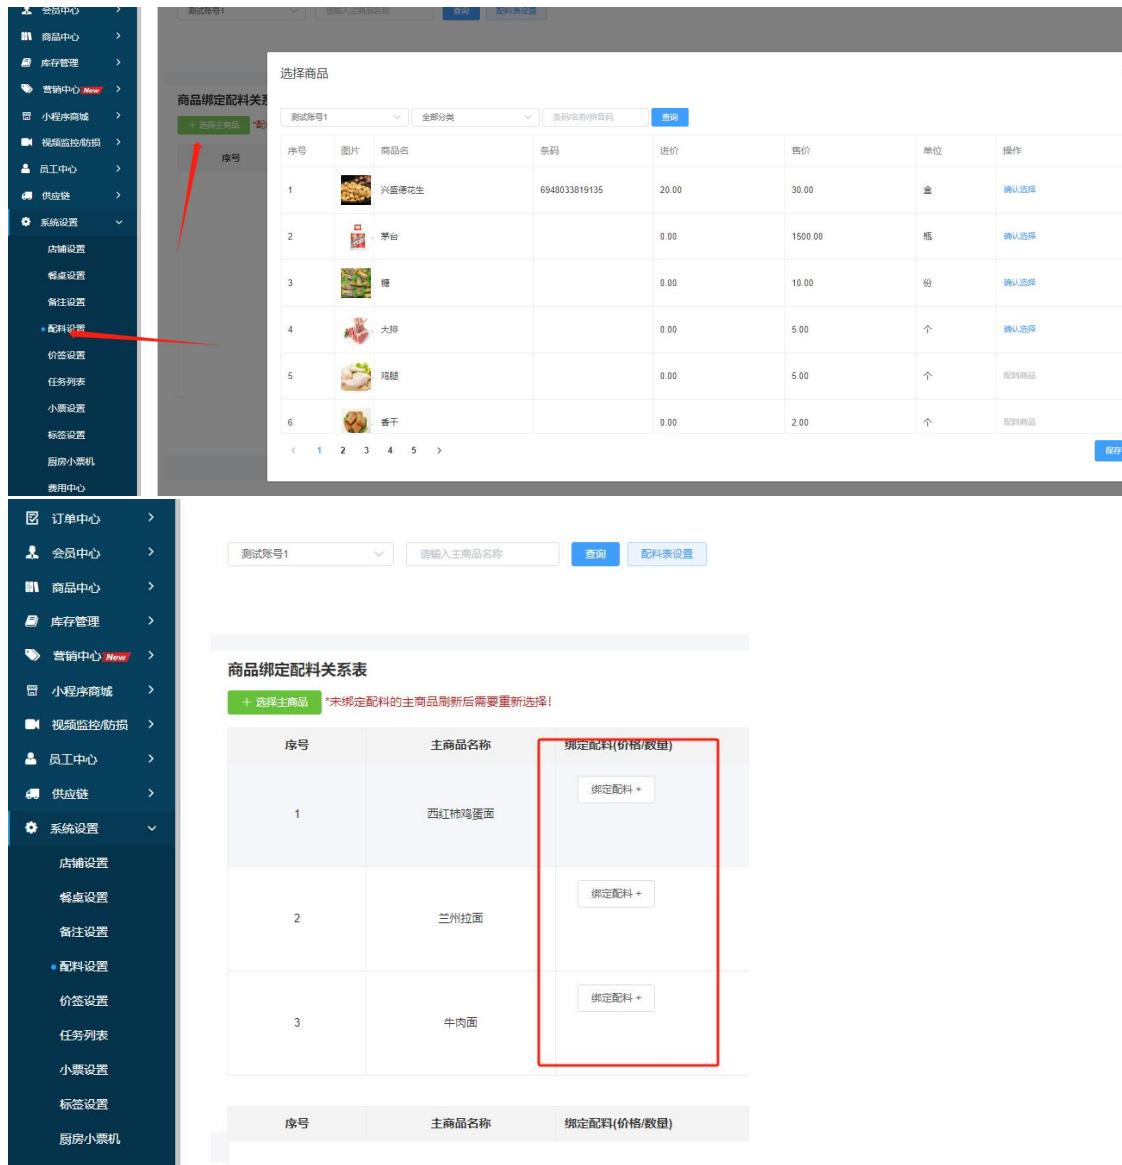 会员中心
商品中心
库存管理
营销中心 New
小程序商城
视频监控/防损
员工中心
供应链
系统设置
店铺设置
餐桌设置
备注设置
配料设置
价签设置
任务列表
小票设置
标签设置
厨房小票机
费用中心
测试账号1 请输入主商品名称 查询 配料表设置
商品绑定配料关系
+ 选择主商品 *配
序号
选择商品
测试账号1 全部分类 条码/名称/拼音码 查询
序号 图片 商品名 条码 进价 售价 单位 操作
1 兴盛德花生 6948033819135 20.00 30.00 盒 确认选择
2 茅台 0.00 1500.00 瓶 确认选择
3 糖 0.00 10.00 份 确认选择
4 大排 0.00 5.00 个 确认选择
5 鸡腿 0.00 5.00 个 配料商品
6 香干 0.00 2.00 个 配料商品
< 1 2 3 4 5 >
保存
订单中心
会员中心
商品中心
库存管理
营销中心 New
小程序商城
视频监控/防损
员工中心
供应链
系统设置
店铺设置
餐桌设置
备注设置
配料设置
价签设置
任务列表
小票设置
标签设置
厨房小票机
测试账号1 请输入主商品名称 查询 配料表设置
商品绑定配料关系表
+ 选择主商品 *未绑定配料的主商品刷新后需要重新选择!
序号 主商品名称 绑定配料(价格/数量)
1 西红柿鸡蛋面 绑定配料 +
2 兰州拉面 绑定配料 +
3 牛肉面 绑定配料 +
序号 主商品名称 绑定配料(价格/数量)